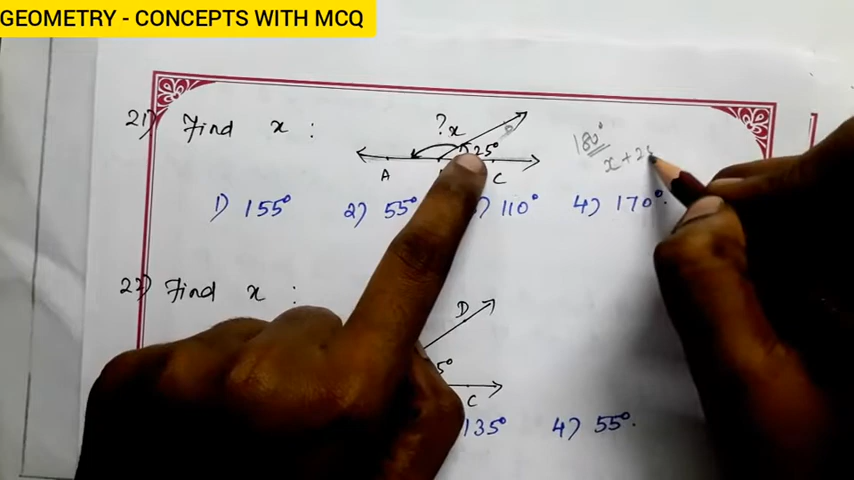 GEOMETRY - CONCEPTS WITH MCQ
21) Find x :
?x
25°
A
C
180°
x + 25
1) 155° 2) 55° 110° 4) 170°.
Find x :
D
5°
C
135° 4) 55°.